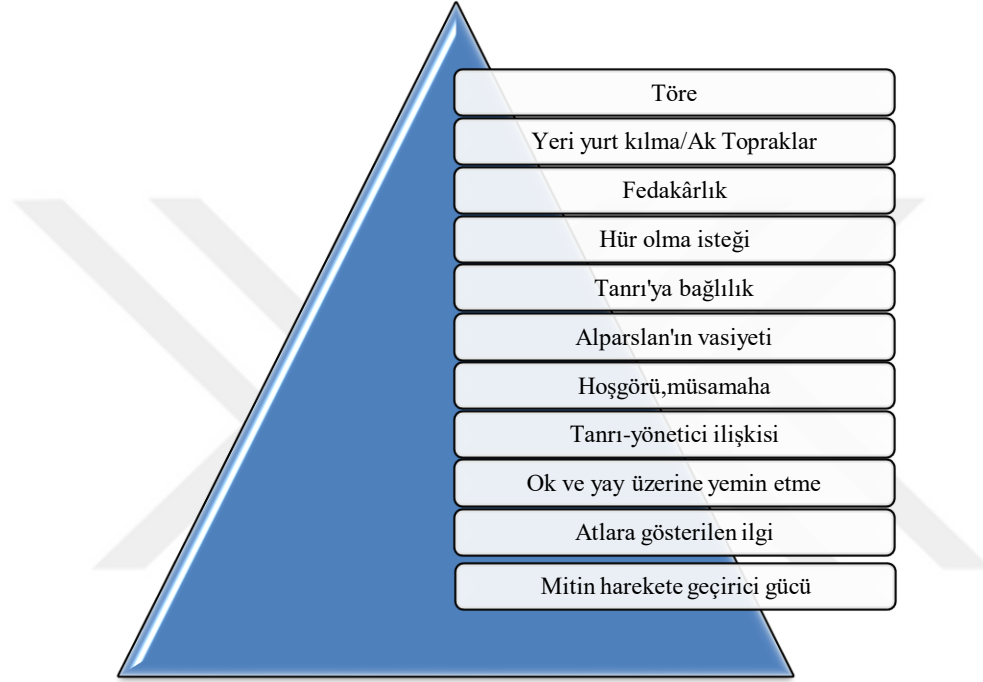 Töre
Yeri yurt kılma/Ak Topraklar
Fedakârlık
Hür olma isteği
Tanrı'ya bağlılık
Alparslan'ın vasiyeti
Hoşgörü,müsamaha
Tanrı-yönetici ilişkisi
Ok ve yay üzerine yemin etme
Atlara gösterilen ilgi
Mitin harekete geçirici gücü